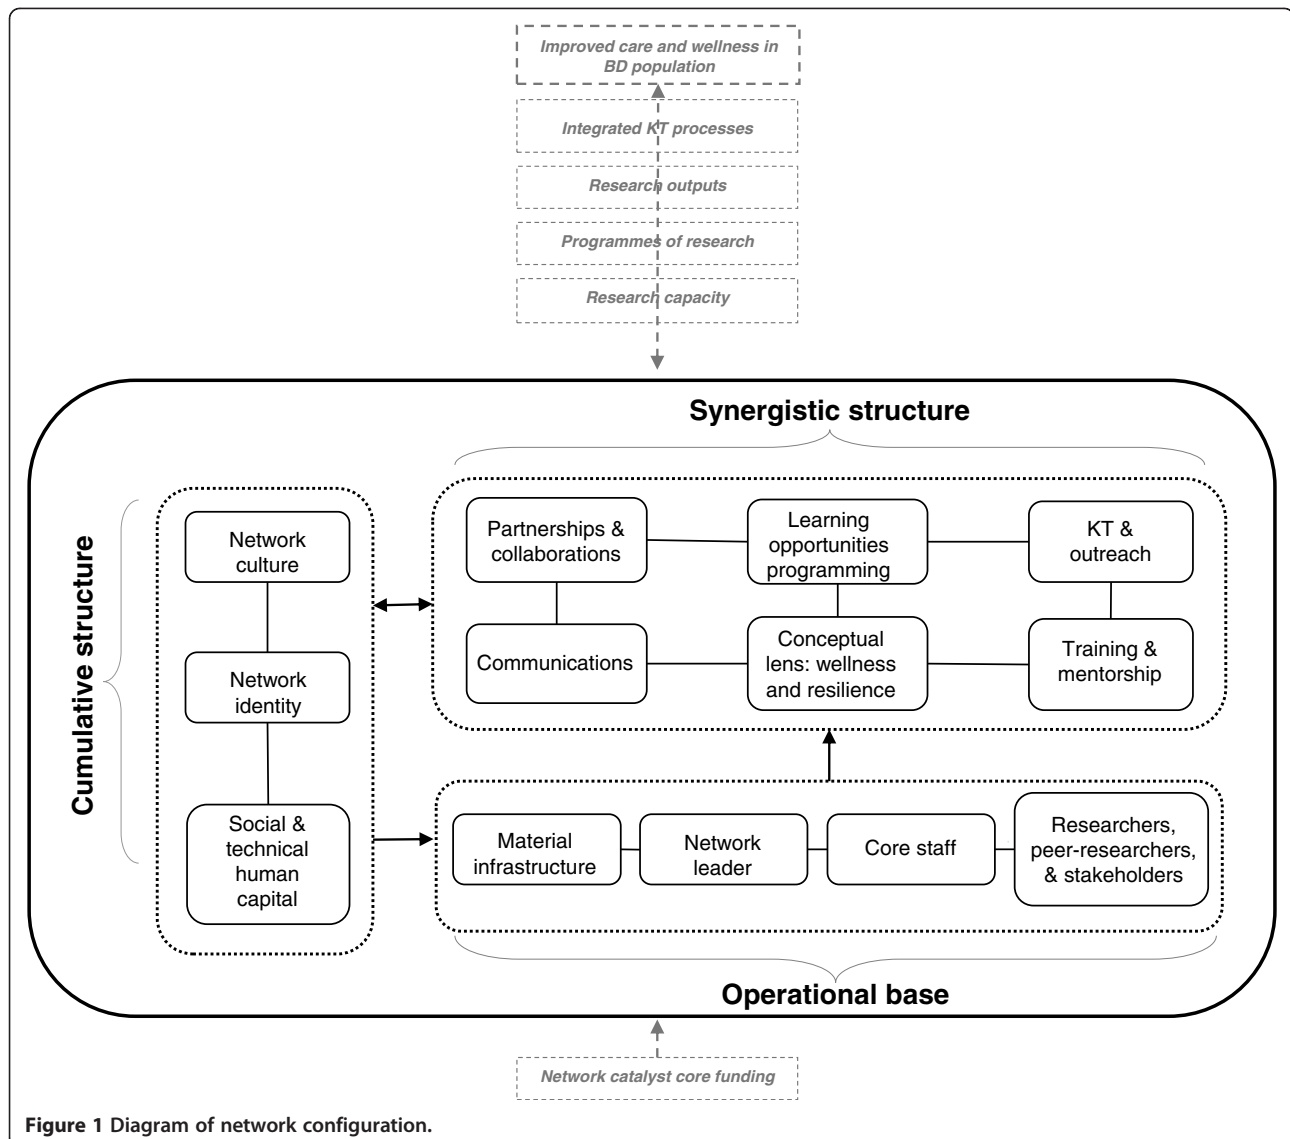 Improved care and wellness in
BD population
Integrated KT processes
Research outputs
Programmes of research
Research capacity
Synergistic structure
Cumulative structure
Network
culture
Network
identity
Social &
technical
human
capital
Partnerships &
collaborations
Learning
opportunities
programming
KT &
outreach
Communications
Conceptual
lens: wellness
and resilience
Training &
mentorship
Material
infrastructure
Network
leader
Core staff
Researchers,
peer-researchers,
& stakeholders
Operational base
Network catalyst core funding
Figure 1 Diagram of network configuration.